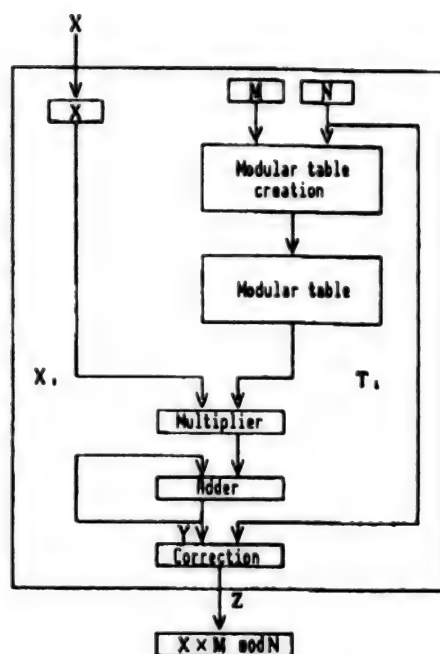 X
X
M N
Modular table
creation
Modular table
X i
T i
Multiplier
Adder
Y
Correction
Z
X × M mod N